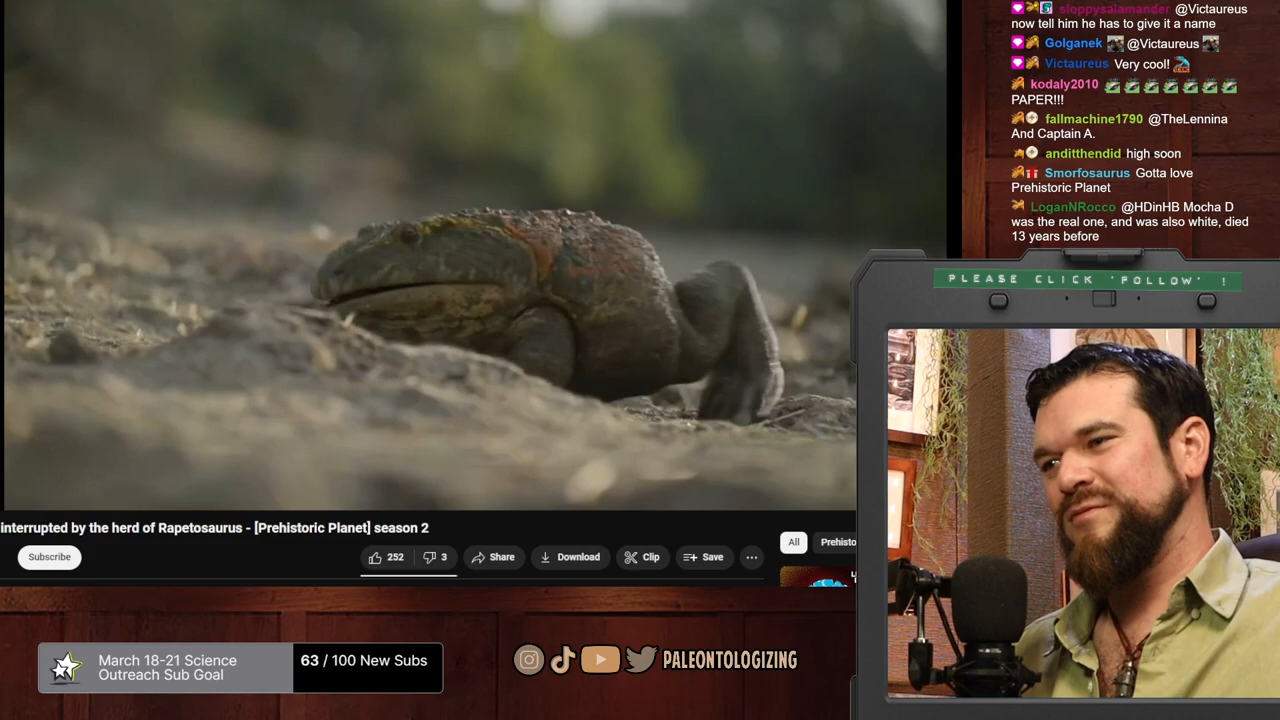 sloppysalamander @Victaureus
now tell him he has to give it a name
Golganek @Victaureus
Victaureus Very cool!
kodaly2010
PAPER!!!
fallmachine1790 @TheLennina
And Captain A.
anditthendid high soon
Smorfosaurus Gotta love
Prehistoric Planet
LoganNRocco @HDinHB Mocha D
was the real one, and was also white, died
13 years before
PLEASE CLICK 'FOLLOW' !
interrupted by the herd of Rapetosaurus - [Prehistoric Planet] season 2
Subscribe
252
3
Share
Download
Clip
Save
...
All
Prehisto
March 18-21 Science
Outreach Sub Goal
63 / 100 New Subs
PALEONTOLOGIZING